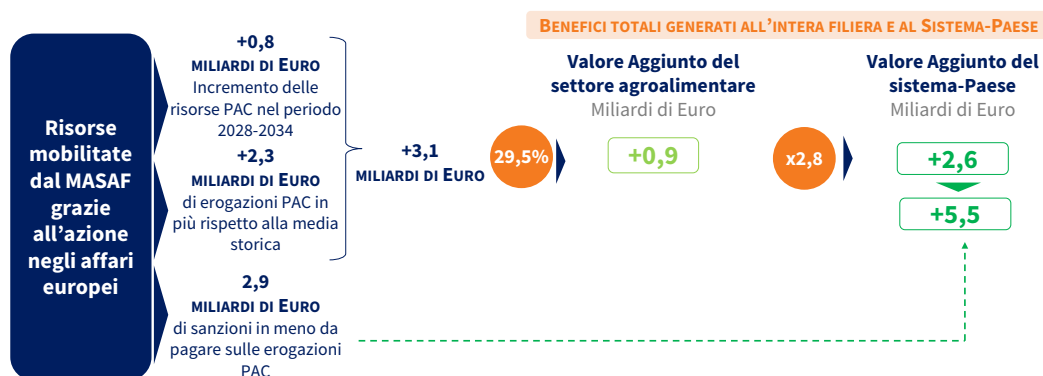 Risorse
mobilitate
dal MASAF
grazie
all'azione
negli affari
europei
+0,8
MILIARDI DI EURO
Incremento delle
risorse PAC nel periodo
2028-2034
+2,3
MILIARDI DI EURO
di erogazioni PAC in
più rispetto alla media
storica
2,9
MILIARDI DI EURO
di sanzioni in meno da
pagare sulle erogazioni
PAC
+3,1
MILIARDI DI EURO
29,5%
BENEFICI TOTALI GENERATI ALL'INTERA FILIERA E AL SISTEMA-PAESE
Valore Aggiunto del
settore agroalimentare
Miliardi di Euro
+0,9
x2,8
Valore Aggiunto del
sistema-Paese
Miliardi di Euro
+2,6
+5,5